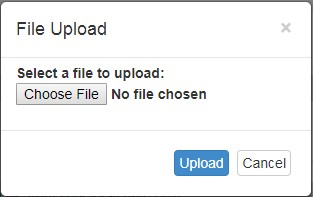 File Upload ×
Select a file to upload:
Choose File No file chosen
Upload Cancel